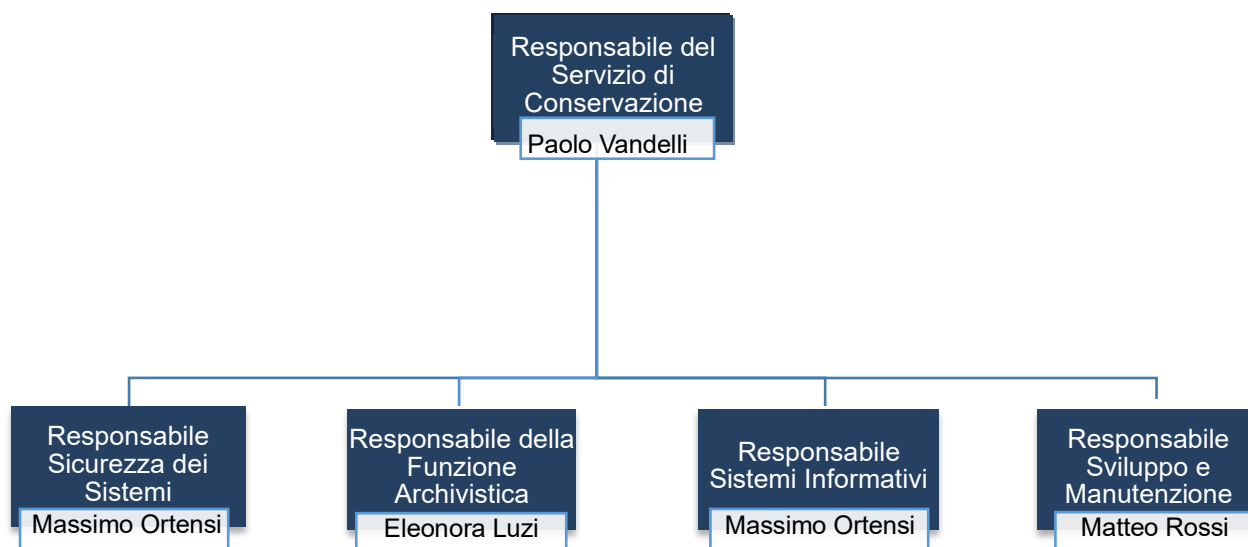 Responsabile del
Servizio di
Conservazione
Paolo Vandelli
Responsabile
Sicurezza dei
Sistemi
Massimo Ortensi
Responsabile della
Funzione
Archivistica
Eleonora Luzi
Responsabile
Sistemi Informativi
Massimo Ortensi
Responsabile
Sviluppo e
Manutenzione
Matteo Rossi